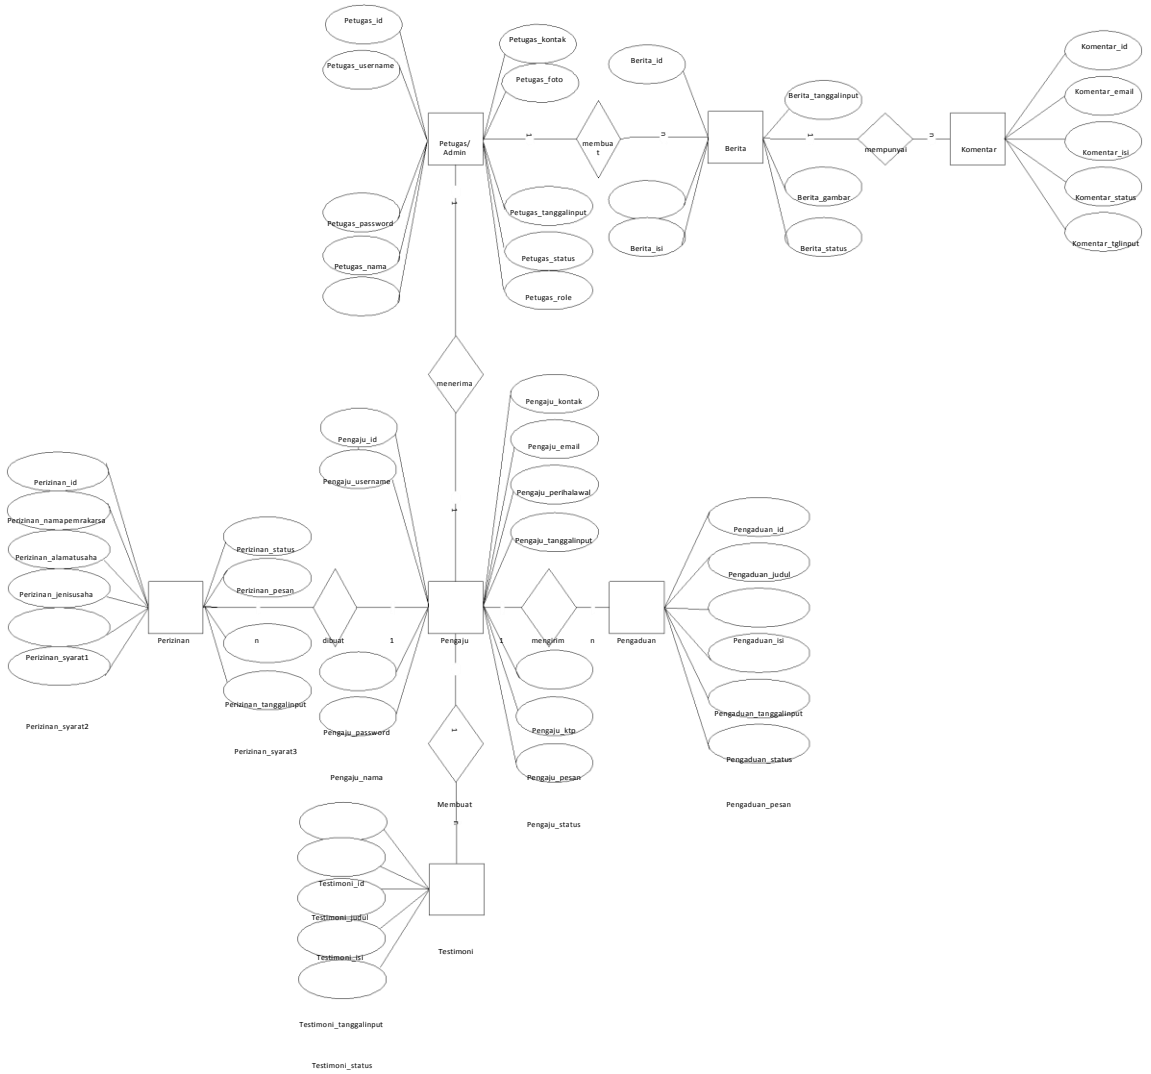 Petugas_id
Petugas_username
Petugas_kontak
Petugas_foto
Petugas/
Admin
Petugas_password
Petugas_nama
Petugas_tanggalinput
Petugas_status
Petugas_role
1
membua
t
n
Berita_id
Berita_tanggalinput
Berita
Berita_isi
Berita_gambar
Berita_status
1
mempunyai
n
Komentar
Komentar_id
Komentar_email
Komentar_isi
Komentar_status
Komentar_tglinput
1
menerima
1
Pengaju_id
Pengaju_username
Pengaju_kontak
Pengaju_email
Pengaju_perihalawal
Pengaju_tanggalinput
Perizinan_id
Perizinan_namapemrakarsa
Perizinan_alamatusaha
Perizinan_jenisusaha
Perizinan_syarat1
Perizinan_syarat2
Perizinan_status
Perizinan_pesan
Perizinan
n
dibuat
1
Pengaju
1
mengirim
n
Pengaduan
Perizinan_tanggalinput
Perizinan_syarat3
Pengaju_password
Pengaju_nama
Pengaju_ktp
Pengaju_pesan
Pengaju_status
Pengaduan_id
Pengaduan_judul
Pengaduan_isi
Pengaduan_tanggalinput
Pengaduan_status
Pengaduan_pesan
1
Membuat
n
Testimoni_id
Testimoni_judul
Testimoni_isi
Testimoni
Testimoni_tanggalinput
Testimoni_status